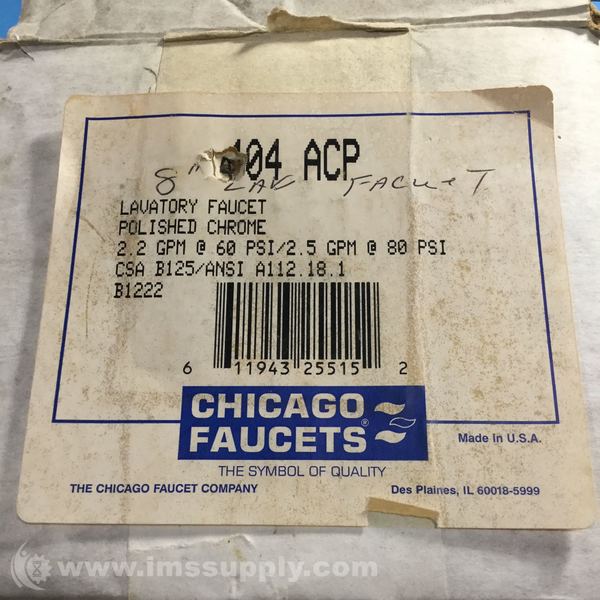 404 ACP
8" LAV FACUET
LAVATORY FAUCET
POLISHED CHROME
2.2 GPM @ 60 PSI/2.5 GPM @ 80 PSI
CSA B125/ANSI A112.18.1
B1222
6 11943 25515 2
CHICAGO FAUCETS®
Made in U.S.A.
THE SYMBOL OF QUALITY
THE CHICAGO FAUCET COMPANY
Des Plaines, IL 60018-5999
www.imssupply.com